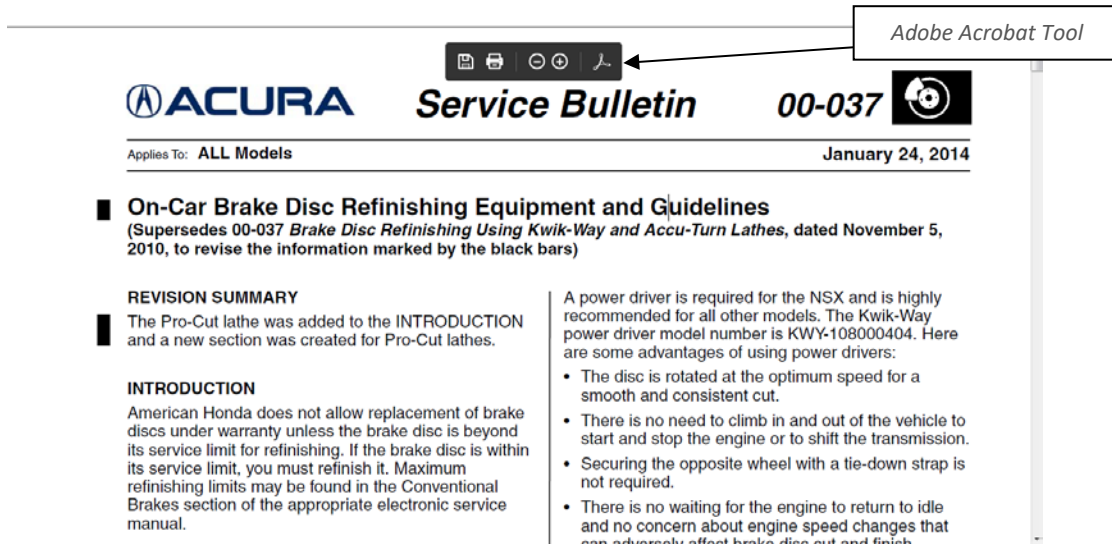 Adobe Acrobat Tool
ACURA Service Bulletin 00-037
Applies To: ALL Models January 24, 2014
On-Car Brake Disc Refinishing Equipment and Guidelines
(Supersedes 00-037 Brake Disc Refinishing Using Kwik-Way and Accu-Turn Lathes, dated November 5,
2010, to revise the information marked by the black bars)
REVISION SUMMARY
The Pro-Cut lathe was added to the INTRODUCTION
and a new section was created for Pro-Cut lathes.
INTRODUCTION
American Honda does not allow replacement of brake
discs under warranty unless the brake disc is beyond
its service limit for refinishing. If the brake disc is within
its service limit, you must refinish it. Maximum
refinishing limits may be found in the Conventional
Brakes section of the appropriate electronic service
manual.
A power driver is required for the NSX and is highly
recommended for all other models. The Kwik-Way
power driver model number is KWY-108000404. Here
are some advantages of using power drivers:
• The disc is rotated at the optimum speed for a
smooth and consistent cut.
• There is no need to climb in and out of the vehicle to
start and stop the engine or to shift the transmission.
• Securing the opposite wheel with a tie-down strap is
not required.
• There is no waiting for the engine to return to idle
and no concern about engine speed changes that
can adversely affect brake disc cut and finish